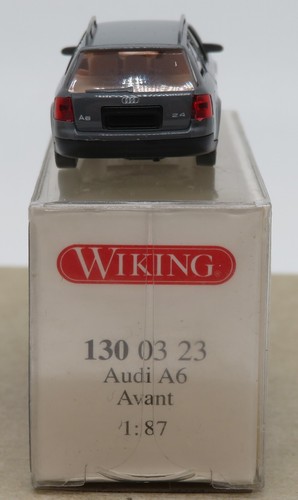 A6 2.4
WIKING
130 03 23
Audi A6
Avant
1:87